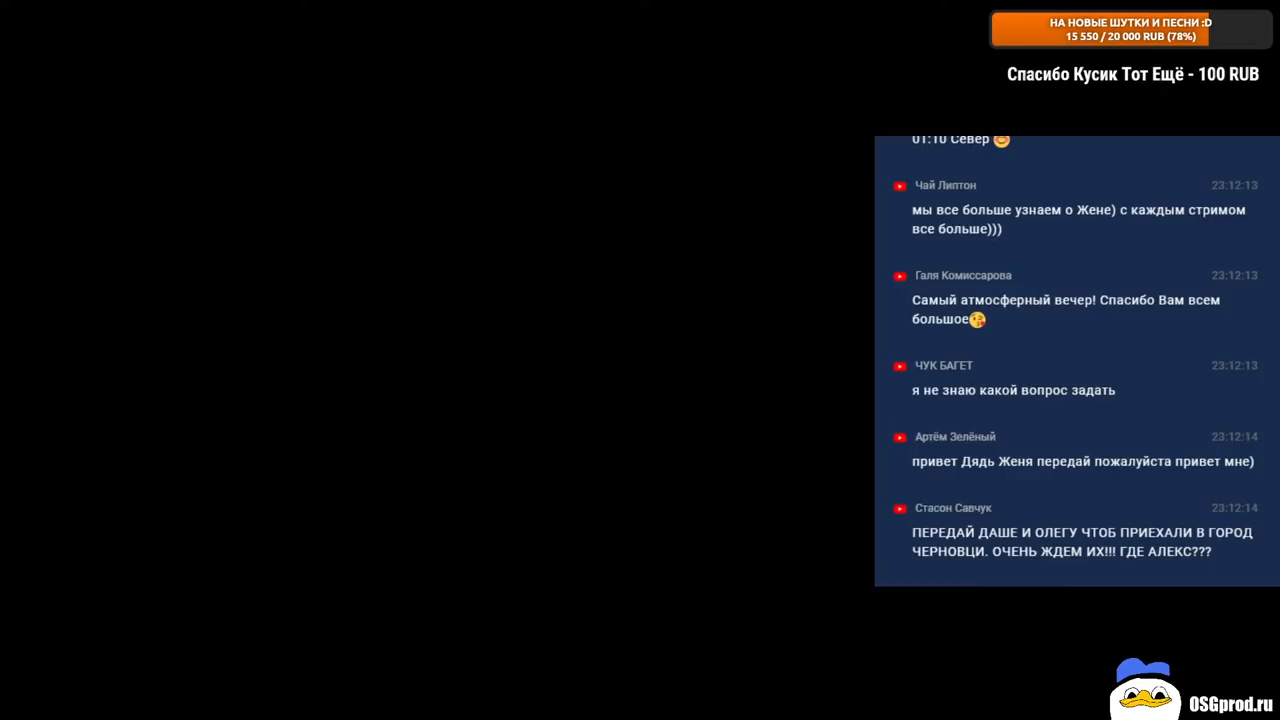 НА НОВЫЕ ШУТКИ И ПЕСНИ :D
15 550 / 20 000 RUB (78%)
Спасибо Кусик Тот Ещё - 100 RUB
01:10 Север
Чай Липтон 23:12:13
мы все больше узнаем о Жене) с каждым стримом
все больше)))
Галя Комиссарова 23:12:13
Самый атмосферный вечер! Спасибо Вам всем
большое
ЧУК БАГЕТ 23:12:13
я не знаю какой вопрос задать
Артём Зелёный 23:12:14
привет Дядь Женя передай пожалуйста привет мне)
Стасон Савчук 23:12:14
ПЕРЕДАЙ ДАШЕ И ОЛЕГУ ЧТОБ ПРИЕХАЛИ В ГОРОД
ЧЕРНОВЦИ. ОЧЕНЬ ЖДЕМ ИХ!!! ГДЕ АЛЕКС???
OSGprod.ru